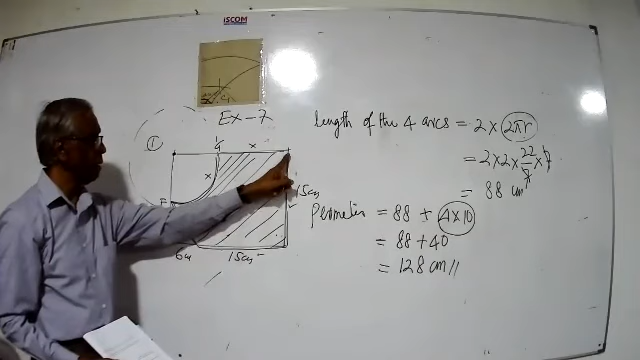 ISCOM
Ex-7
①
x
x
15cm
15cm
Length of the 4 arcs = 2 × 2πr
= 2 × 2 × 22/7 × 7
= 88 cm
Perimeter = 88 + 4×10
= 88 + 40
= 128 cm //